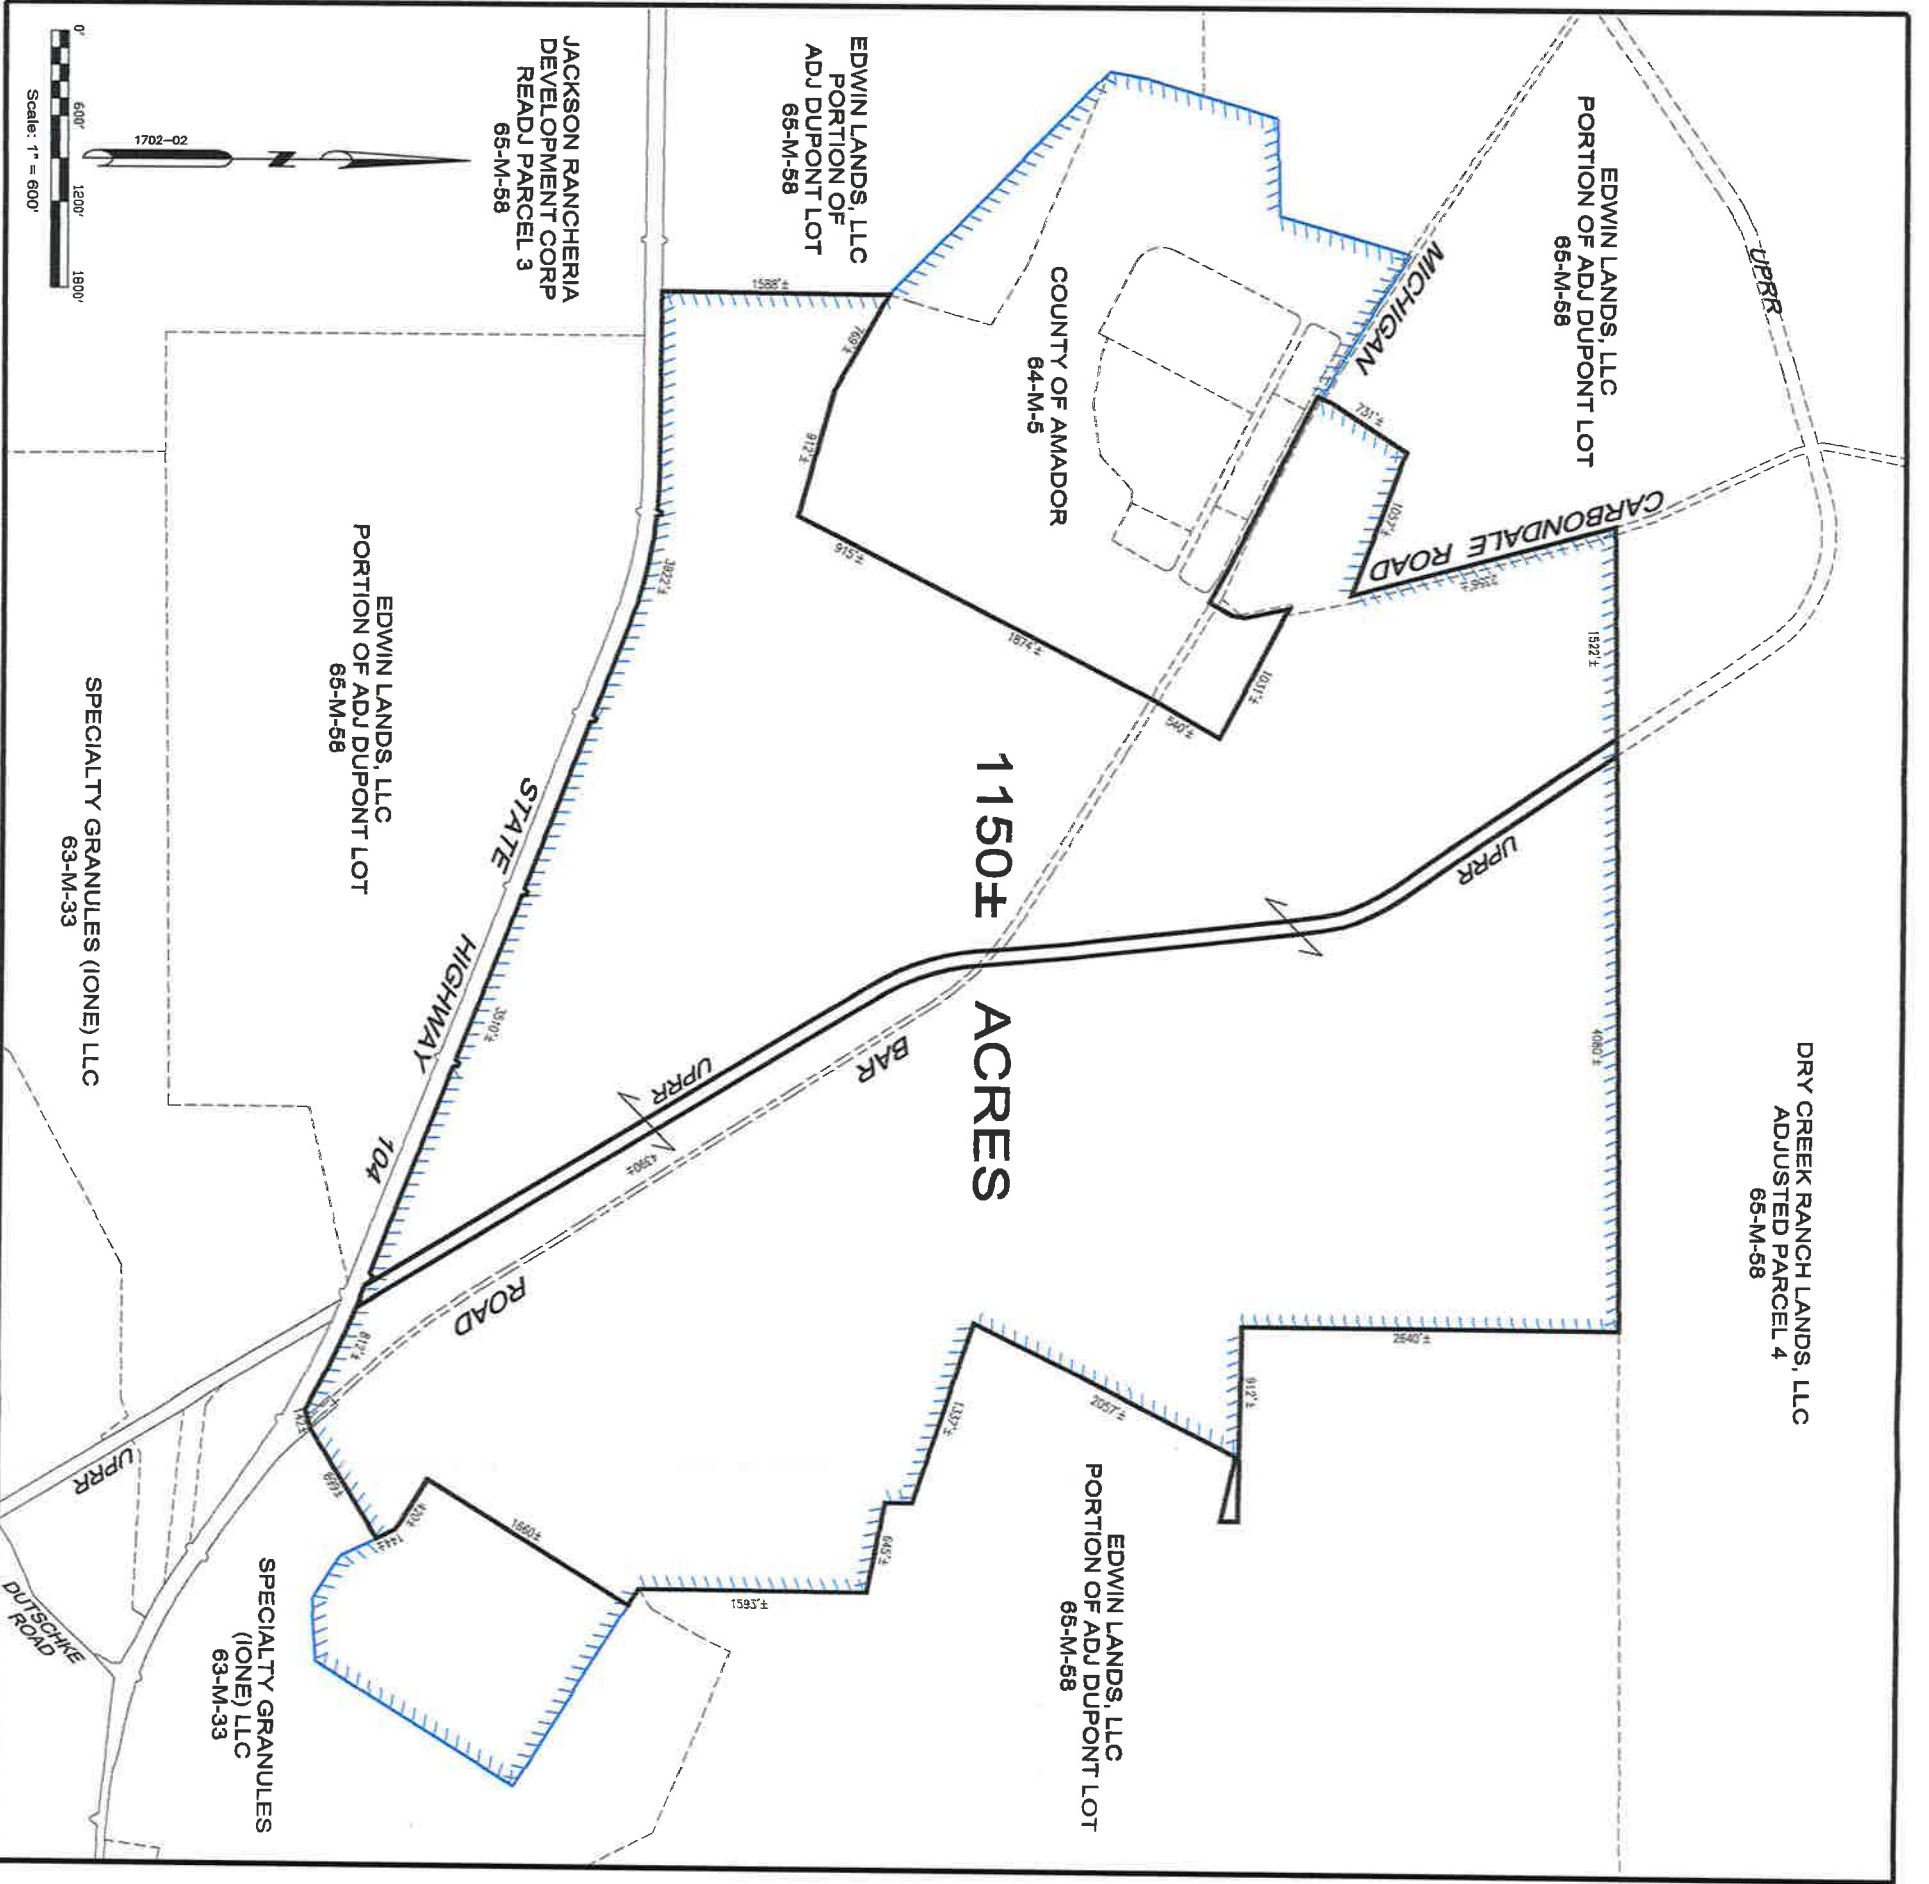 EDWIN LANDS, LLC
PORTION OF ADJ DUPONT LOT
65-M-58
UPRR
DRY CREEK RANCH LANDS, LLC
ADJUSTED PARCEL 4
65-M-58
MICHIGAN
CARBONDALE ROAD
731'±
1037'±
1522'±
4080'±
UPRR
2640'±
912'±
EDWIN LANDS, LLC
PORTION OF
ADJ DUPONT LOT
65-M-58
COUNTY OF AMADOR
64-M-5
1031'±
540'±
1874'±
915'±
912'±
769'±
1588'±
1150± ACRES
BAR
2057'±
1337'±
645'±
1593'±
EDWIN LANDS, LLC
PORTION OF ADJ DUPONT LOT
65-M-58
JACKSON RANCHERIA
DEVELOPMENT CORP
READJ PARCEL 3
65-M-58
3922'±
UPRR
4390±
STATE
HIGHWAY
104
3510'±
ROAD
1660±
420±
144±
699±
142±
812'±
EDWIN LANDS, LLC
PORTION OF ADJ DUPONT LOT
65-M-58
SPECIALTY GRANULES
(IONE) LLC
63-M-33
1702-02
N
SPECIALTY GRANULES (IONE) LLC
63-M-33
UPRR
DUTSCHKE
ROAD
0' 600' 1200' 1800'
Scale: 1" = 600'